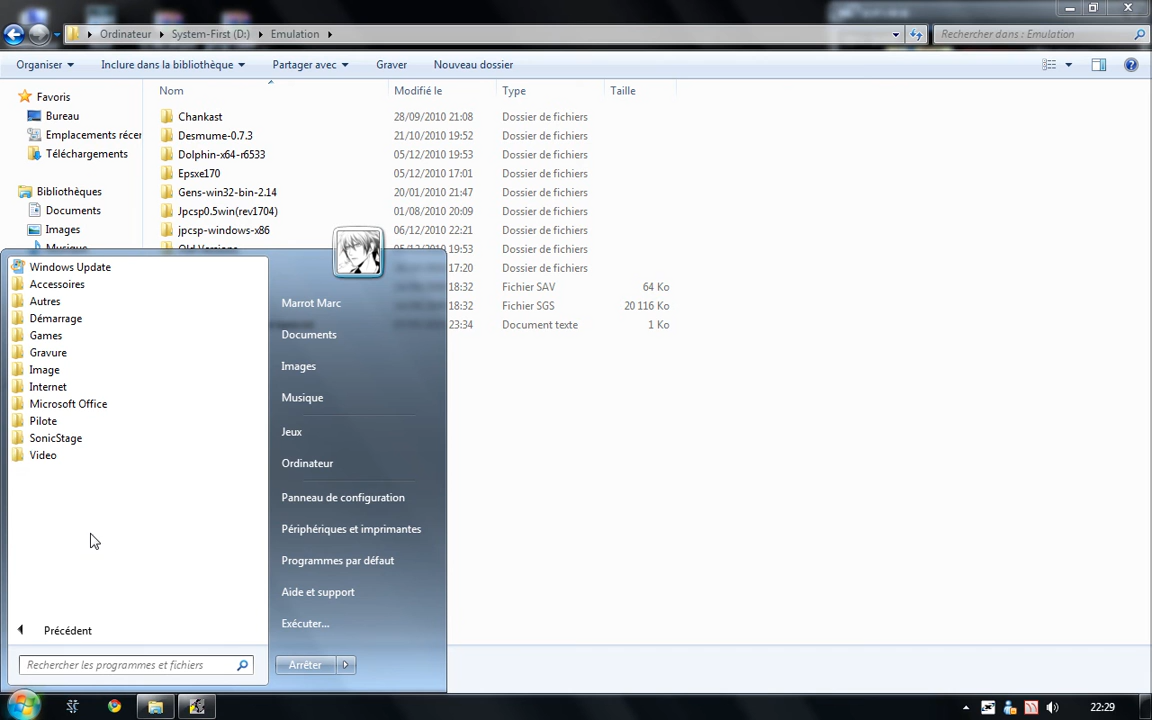 Ordinateur System-First (D:) Emulation
Rechercher dans : Emulation
Organiser Inclure dans la bibliothèque Partager avec Graver Nouveau dossier
Nom Modifié le Type Taille
Favoris
Bureau
Emplacements récer
Téléchargements
Bibliothèques
Documents
Images
Musique
Chankast 28/09/2010 21:08 Dossier de fichiers
Desmume-0.7.3 21/10/2010 19:52 Dossier de fichiers
Dolphin-x64-r6533 05/12/2010 19:53 Dossier de fichiers
Epsxe170 05/12/2010 17:01 Dossier de fichiers
Gens-win32-bin-2.14 20/01/2010 21:47 Dossier de fichiers
Jpcsp0.5win(rev1704) 01/08/2010 20:09 Dossier de fichiers
jpcsp-windows-x86 06/12/2010 22:21 Dossier de fichiers
Old Versions 19:53 Dossier de fichiers
17:20 Dossier de fichiers
18:32 Fichier SAV 64 Ko
18:32 Fichier SGS 20 116 Ko
23:34 Document texte 1 Ko
Windows Update
Accessoires
Autres
Démarrage
Games
Gravure
Image
Internet
Microsoft Office
Pilote
SonicStage
Video
Précédent
Rechercher les programmes et fichiers
Marrot Marc
Documents
Images
Musique
Jeux
Ordinateur
Panneau de configuration
Périphériques et imprimantes
Programmes par défaut
Aide et support
Exécuter...
Arrêter
22:29